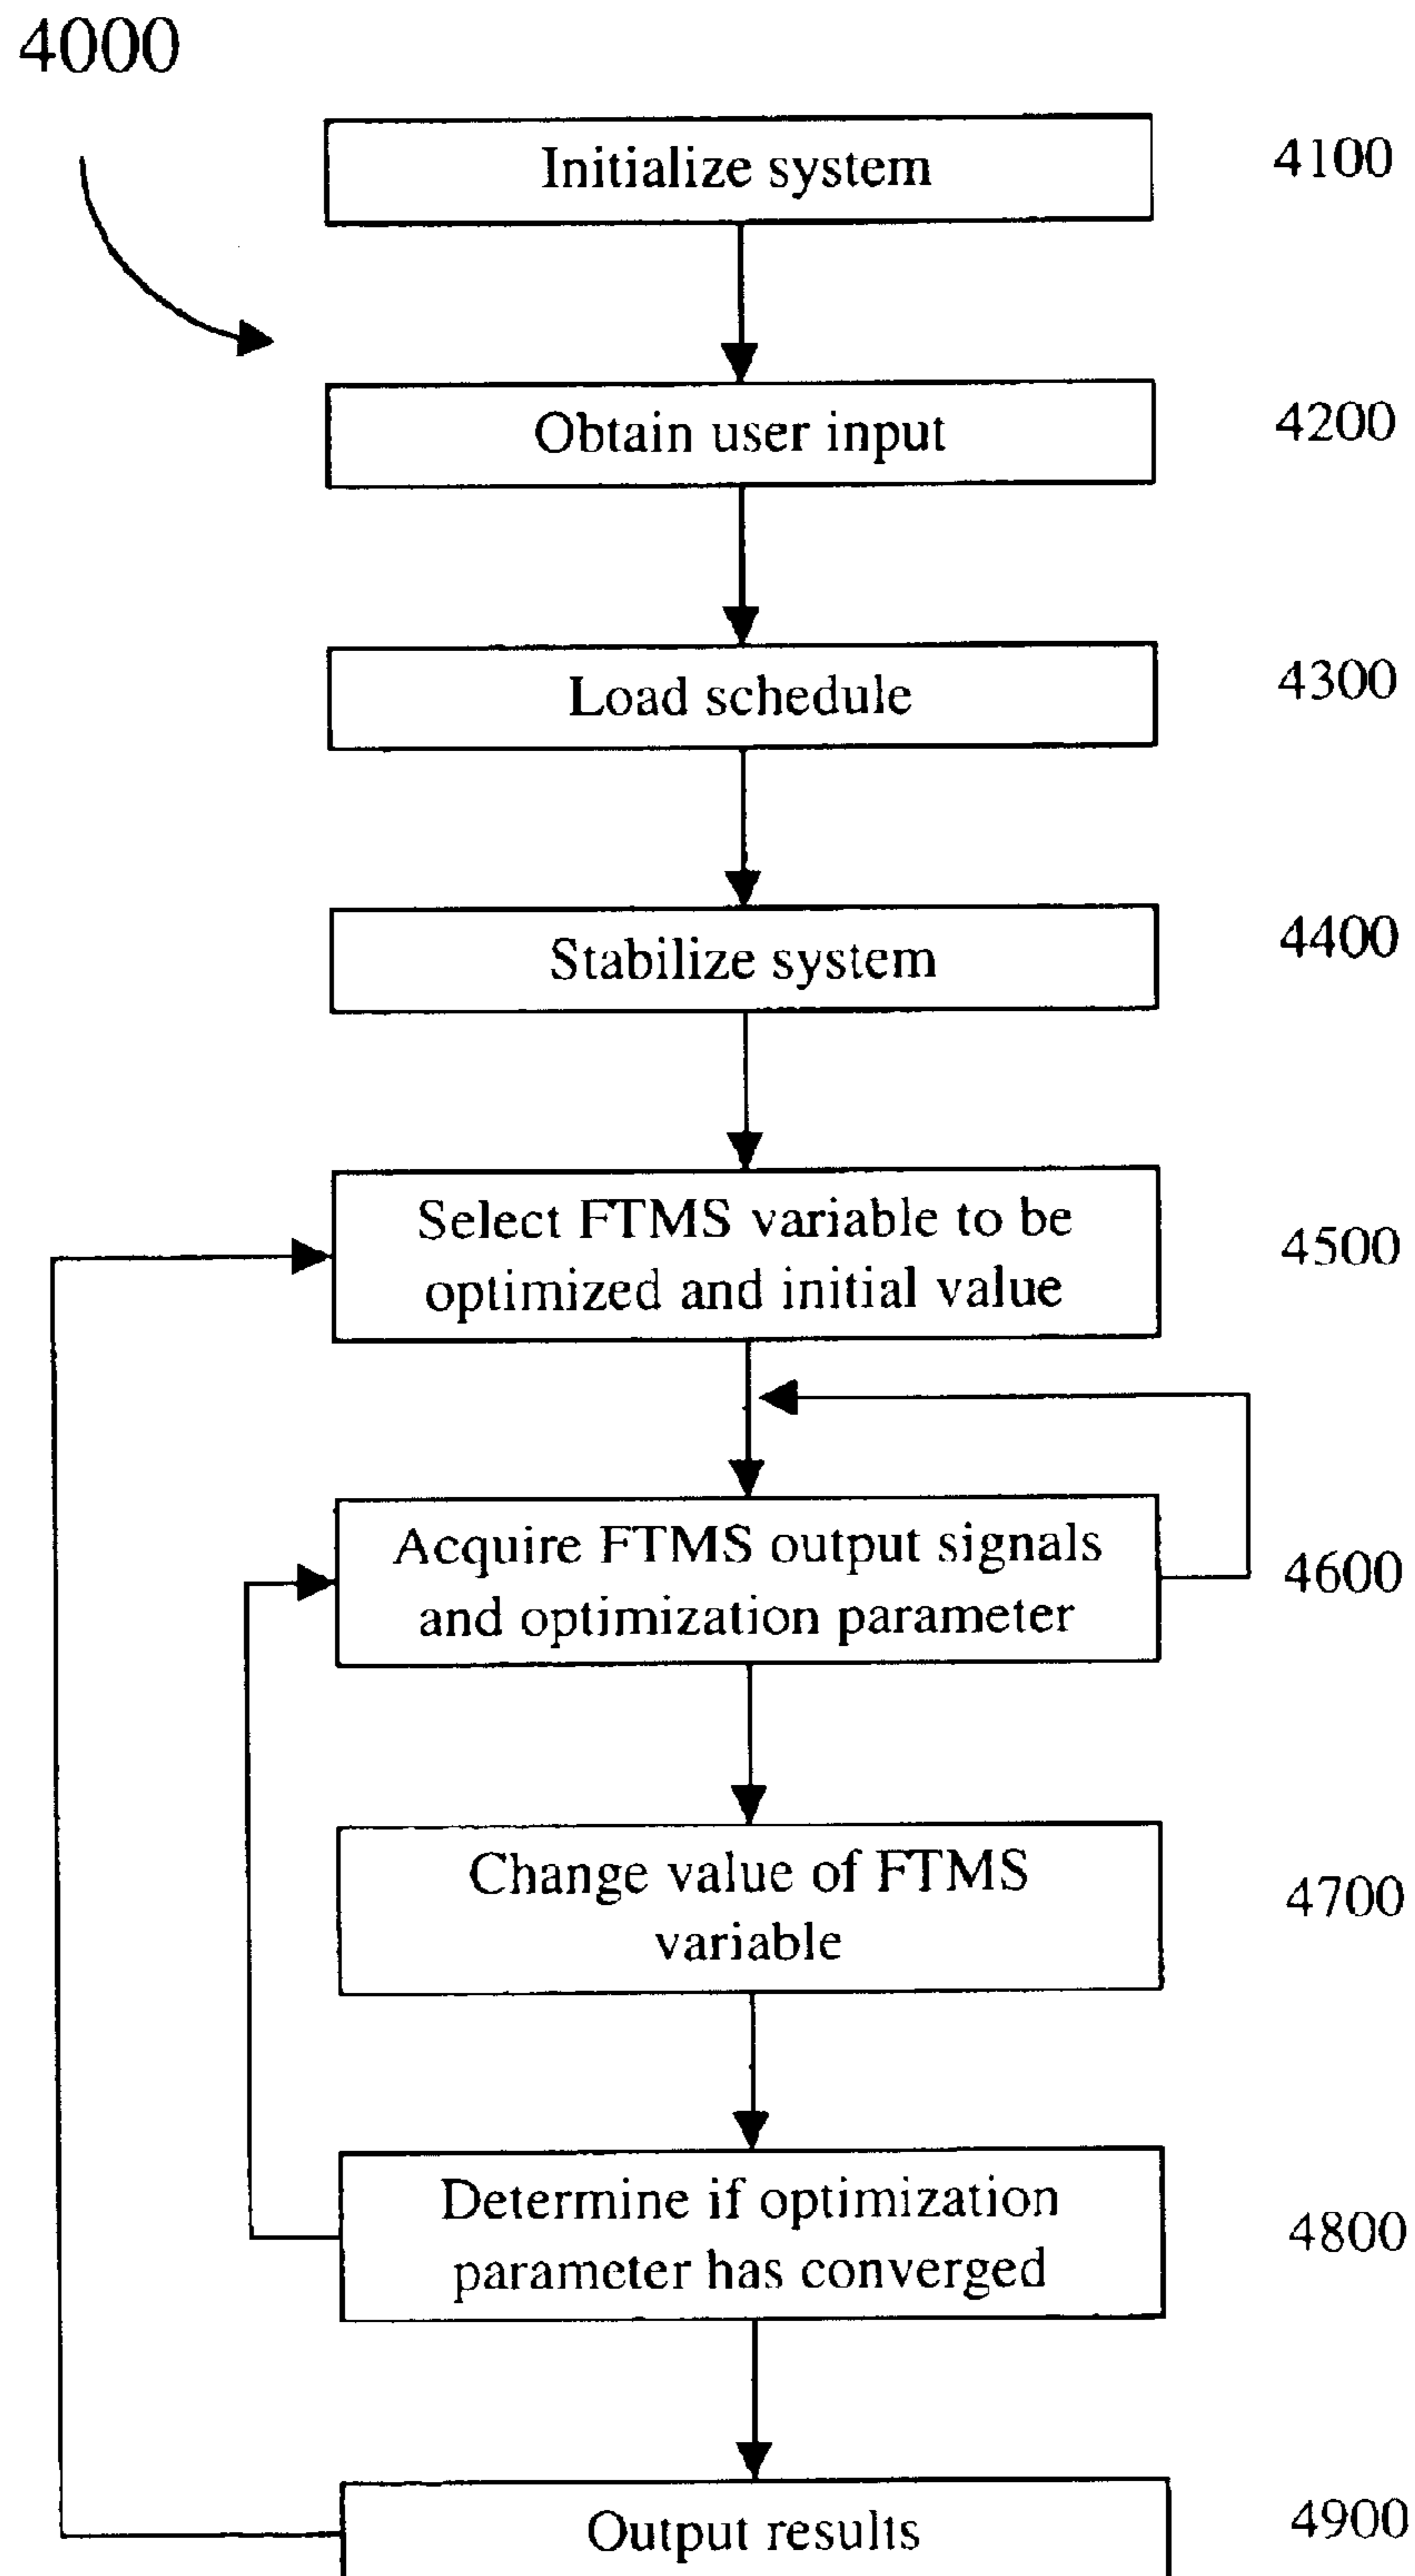 4000
Initialize system
4100
Obtain user input
4200
Load schedule
4300
Stabilize system
4400
Select FTMS variable to be
optimized and initial value
4500
Acquire FTMS output signals
and optimization parameter
4600
Change value of FTMS
variable
4700
Determine if optimization
parameter has converged
4800
Output results
4900